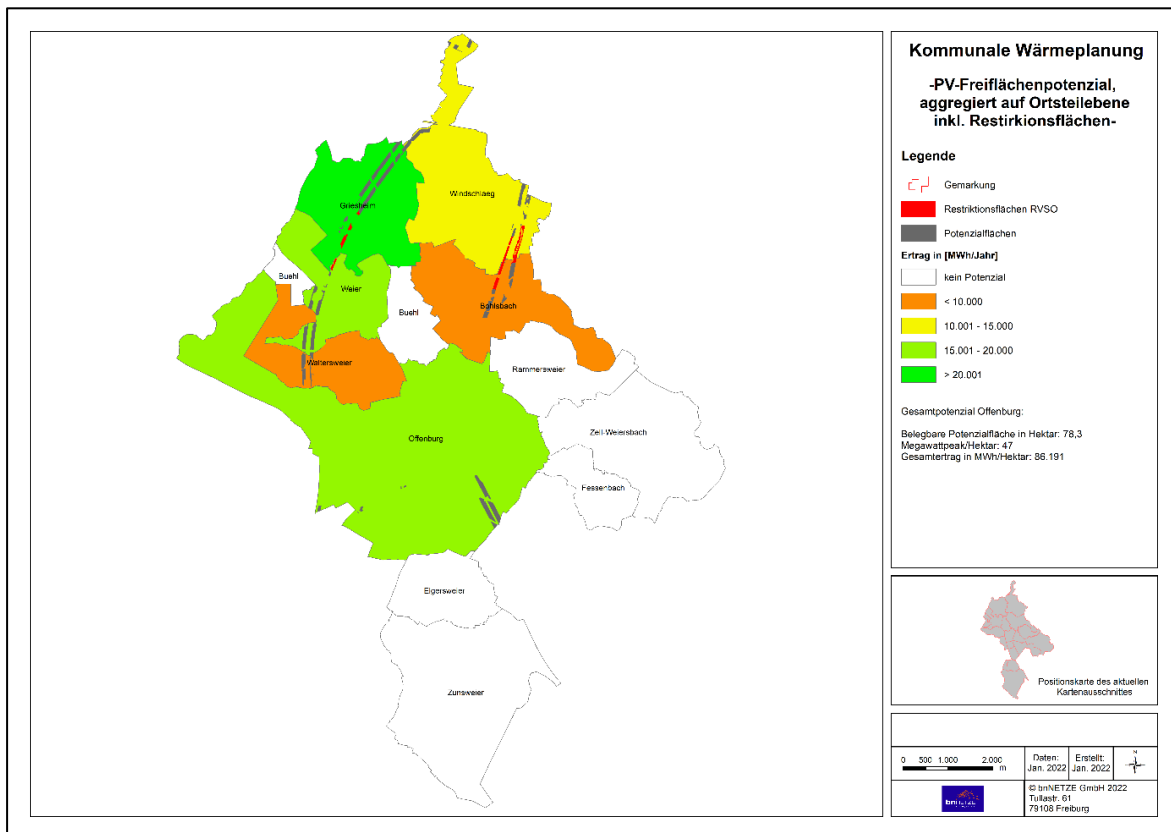 Kommunale Wärmeplanung
-PV-Freiflächenpotenzial,
aggregiert auf Ortsteilebene
inkl. Restirkionsflächen-
Legende
Gemarkung
Restriktionsflächen RVSO
Potenzialflächen
Ertrag in [MWh/Jahr]
kein Potenzial
< 10.000
10.001 - 15.000
15.001 - 20.000
> 20.001
Gesamtpotenzial Offenburg:
Belegbare Potenzialfläche in Hektar: 78,3
Megawattpeak/Hektar: 47
Gesamtertrag in MWh/Hektar: 86.191
Windschlaeg
Griesheim
Buehl
Weier
Buehl
Bohlsbach
Waltersweier
Rammersweier
Offenburg
Zell-Weiersbach
Fessenbach
Elgersweier
Zunsweier
Positionskarte des aktuellen
Kartenausschnittes
0 500 1.000 2.000
m
Daten:
Jan. 2022
Erstellt:
Jan. 2022
N
bnNETZE
© bnNETZE GmbH 2022
Tullastr. 61
79108 Freiburg